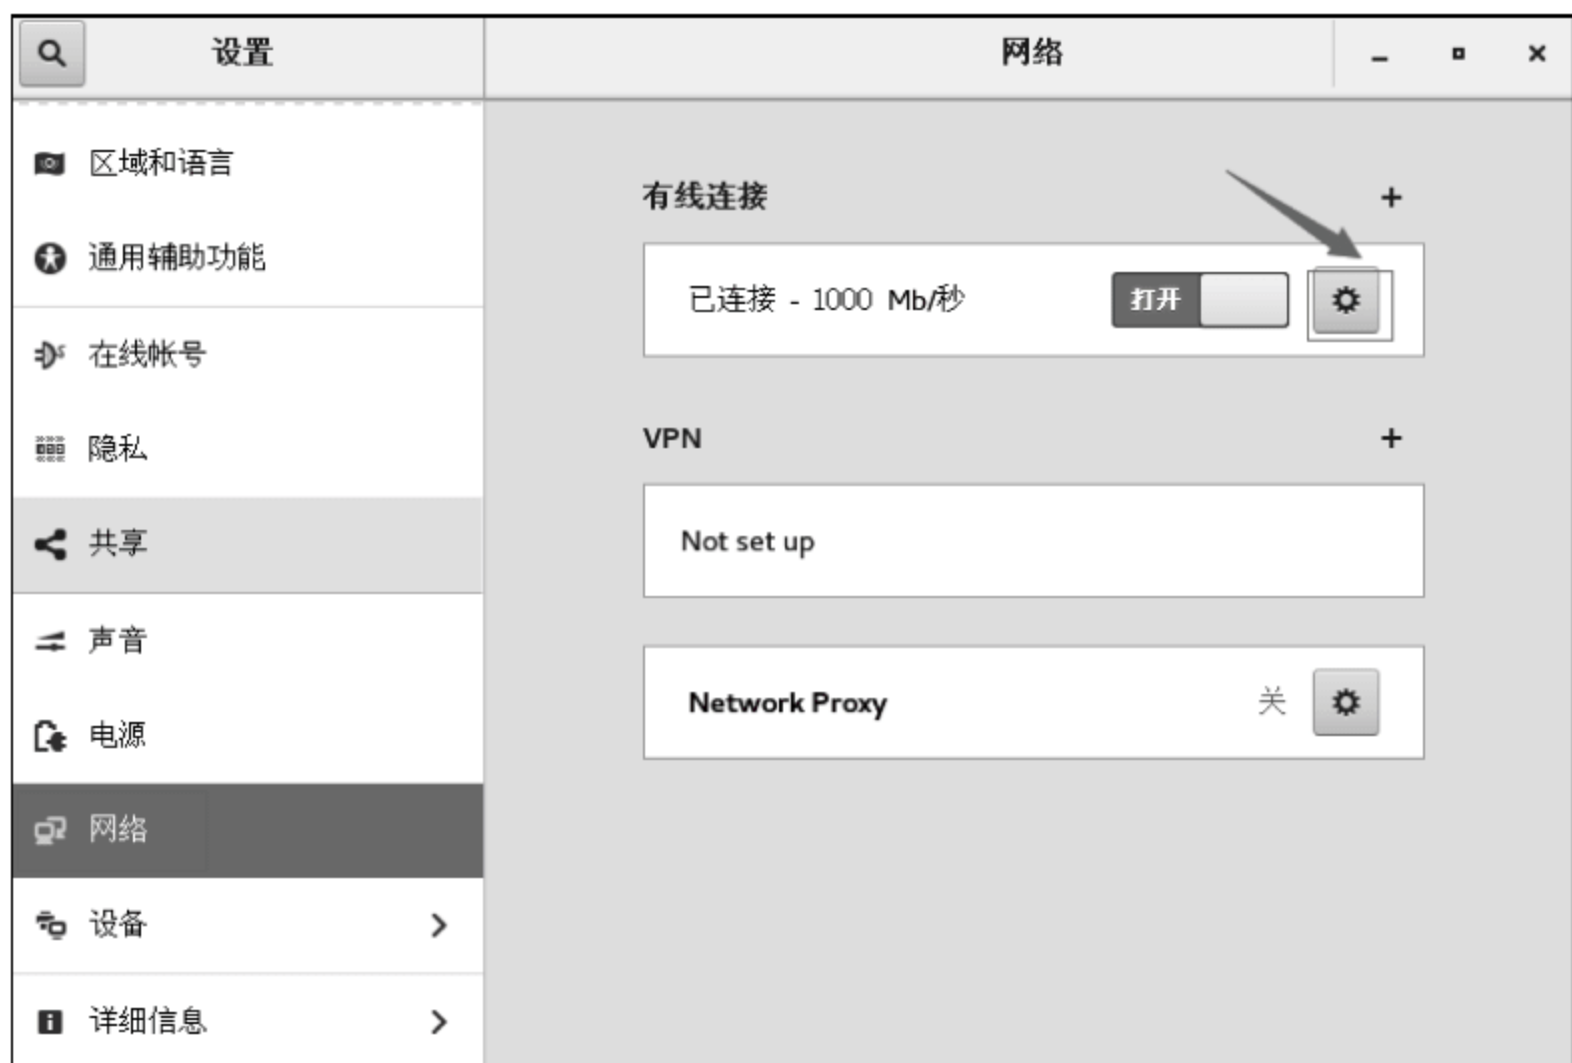 设置
网络
区域和语言
通用辅助功能
在线帐号
隐私
共享
声音
电源
网络
设备
详细信息
有线连接
已连接 - 1000 Mb/秒
打开
VPN
Not set up
Network Proxy
关